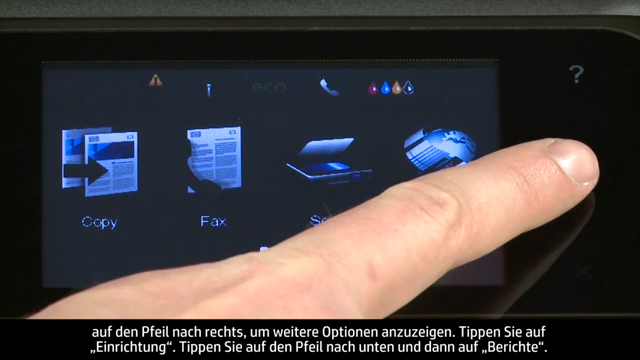 eco
?
Copy
Fax
auf den Pfeil nach rechts, um weitere Optionen anzuzeigen. Tippen Sie auf
„Einrichtung“. Tippen Sie auf den Pfeil nach unten und dann auf „Berichte“.